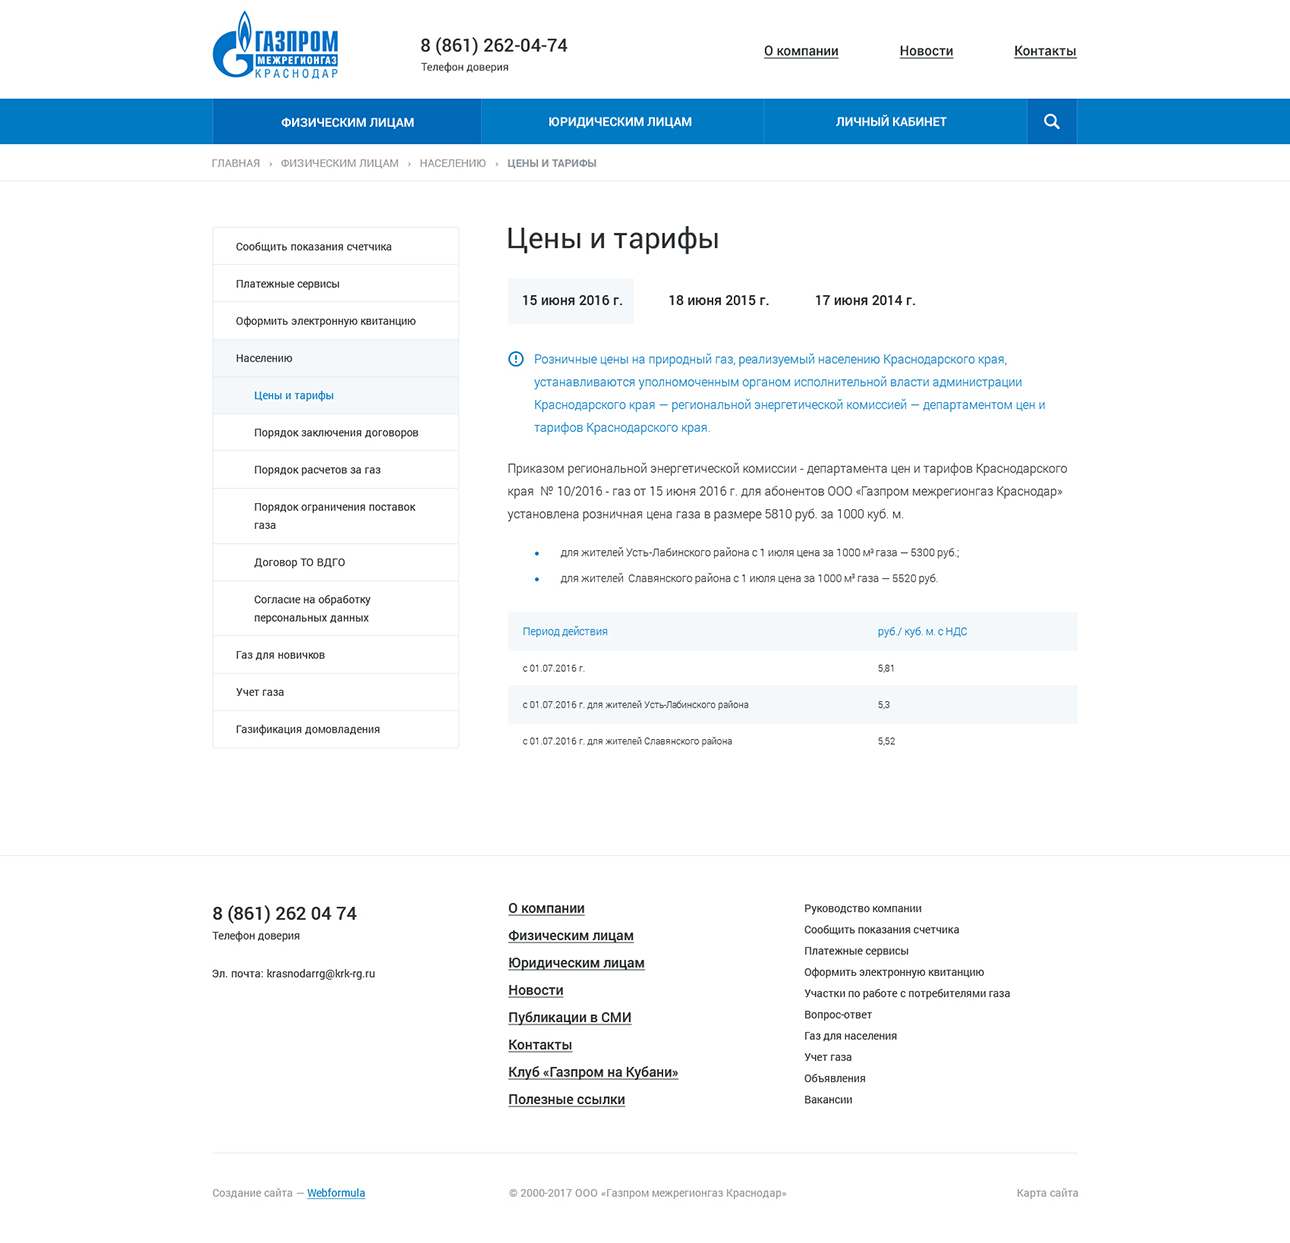 ГАЗПРОМ
МЕЖРЕГИОНГАЗ
КРАСНОДАР
8 (861) 262-04-74
Телефон доверия
О компании
Новости
Контакты
ФИЗИЧЕСКИМ ЛИЦАМ
ЮРИДИЧЕСКИМ ЛИЦАМ
ЛИЧНЫЙ КАБИНЕТ
ГЛАВНАЯ › ФИЗИЧЕСКИМ ЛИЦАМ › НАСЕЛЕНИЮ › ЦЕНЫ И ТАРИФЫ
Сообщить показания счетчика
Платежные сервисы
Оформить электронную квитанцию
Населению
Цены и тарифы
Порядок заключения договоров
Порядок расчетов за газ
Порядок ограничения поставок
газа
Договор ТО ВДГО
Согласие на обработку
персональных данных
Газ для новичков
Учет газа
Газификация домовладения
Цены и тарифы
15 июня 2016 г.
18 июня 2015 г.
17 июня 2014 г.
Розничные цены на природный газ, реализуемый населению Краснодарского края,
устанавливаются уполномоченным органом исполнительной власти администрации
Краснодарского края — региональной энергетической комиссией — департаментом цен и
тарифов Краснодарского края.
Приказом региональной энергетической комиссии - департамента цен и тарифов Краснодарского
края № 10/2016 - газ от 15 июня 2016 г. для абонентов ООО «Газпром межрегионгаз Краснодар»
установлена розничная цена газа в размере 5810 руб. за 1000 куб. м.
• для жителей Усть-Лабинского района с 1 июля цена за 1000 м³ газа — 5300 руб.;
• для жителей Славянского района с 1 июля цена за 1000 м³ газа — 5520 руб.
Период действия
руб./ куб. м. с НДС
с 01.07.2016 г.
5,81
с 01.07.2016 г. для жителей Усть-Лабинского района
5,3
с 01.07.2016 г. для жителей Славянского района
5,52
8 (861) 262 04 74
Телефон доверия
Эл. почта: krasnodarrg@krk-rg.ru
О компании
Физическим лицам
Юридическим лицам
Новости
Публикации в СМИ
Контакты
Клуб «Газпром на Кубани»
Полезные ссылки
Руководство компании
Сообщить показания счетчика
Платежные сервисы
Оформить электронную квитанцию
Участки по работе с потребителями газа
Вопрос-ответ
Газ для населения
Учет газа
Объявления
Вакансии
Создание сайта — Webformula
© 2000-2017 ООО «Газпром межрегионгаз Краснодар»
Карта сайта